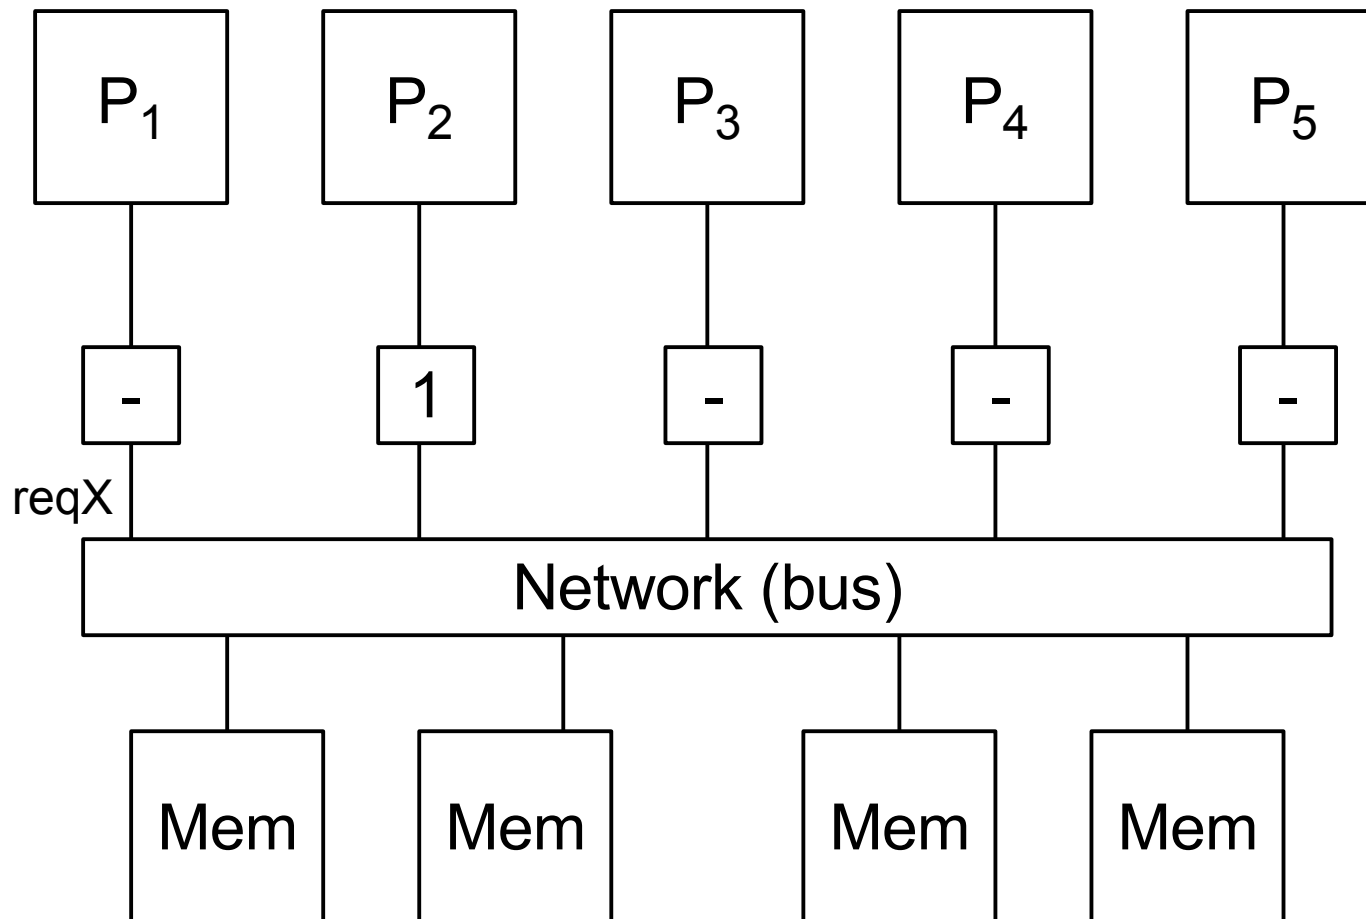 P1 P2 P3 P4 P5
- 1 - - -
reqX
Network (bus)
Mem Mem Mem Mem